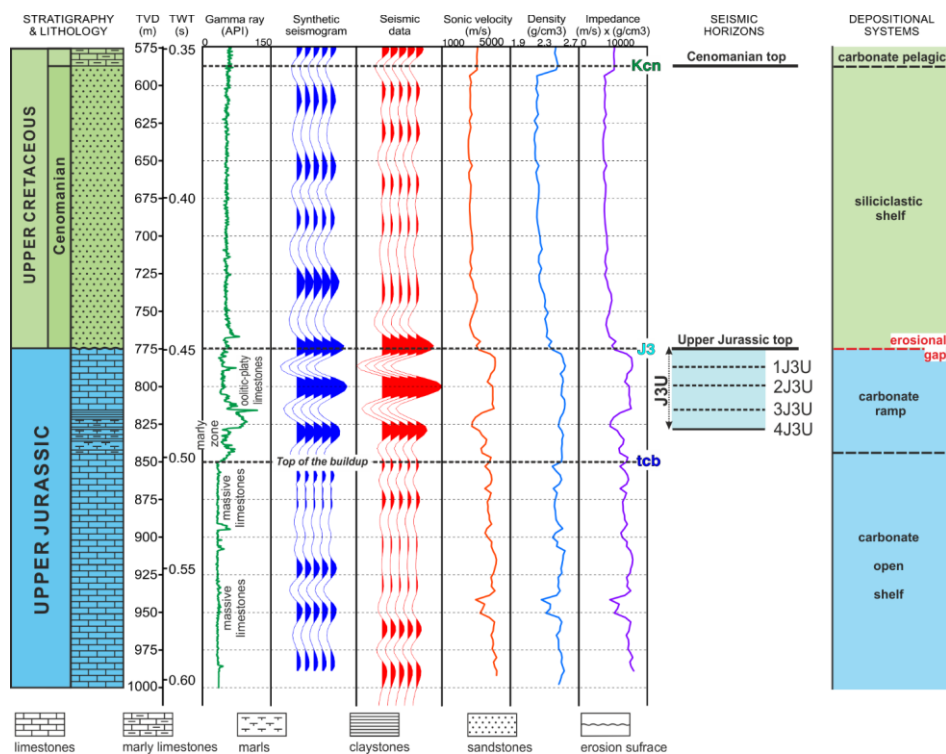 STRATIGRAPHY
& LITHOLOGY
TVD
(m)
TWT
(s)
Gamma ray
(API)
0
150
Synthetic
seismogram
Seismic
data
Sonic velocity
(m/s)
1000
5000
Density
(g/cm3)
1.9
2.3
2.7
Impedance
(m/s) x (g/cm3)
0
10000
SEISMIC
HORIZONS
DEPOSITIONAL
SYSTEMS
UPPER CRETACEOUS
Cenomanian
UPPER JURASSIC
575
600
625
650
675
700
725
750
775
800
825
850
875
900
925
950
975
1000
0.35
0.40
0.45
0.50
0.55
0.60
oolitic-platy
limestones
marly zone
massive
limestones
massive
limestones
Top of the buildup
Kcn
J3
tcb
Cenomanian top
Upper Jurassic top
J3U
1J3U
2J3U
3J3U
4J3U
carbonate pelagic
siliciclastic
shelf
erosional
gap
carbonate
ramp
carbonate
open
shelf
limestones
marly limestones
marls
claystones
sandstones
erosion sufrace